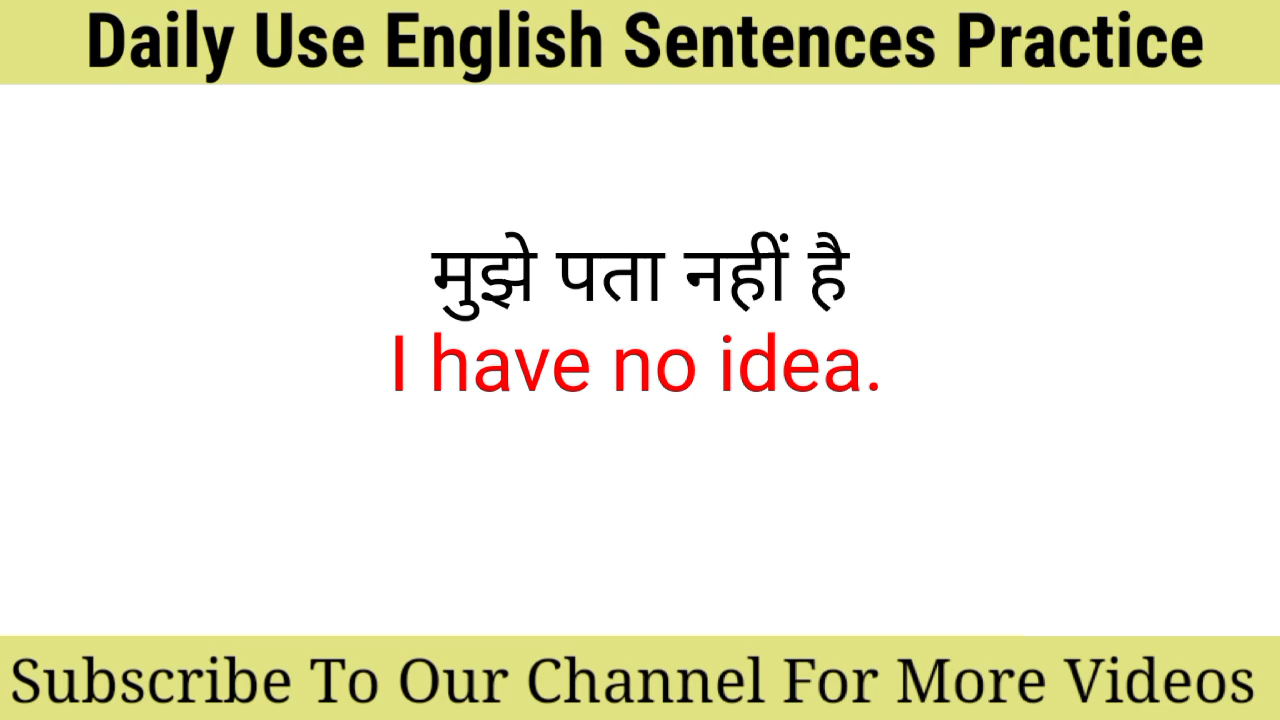 Daily Use English Sentences Practice
मुझे पता नहीं है
I have no idea.
Subscribe To Our Channel For More Videos